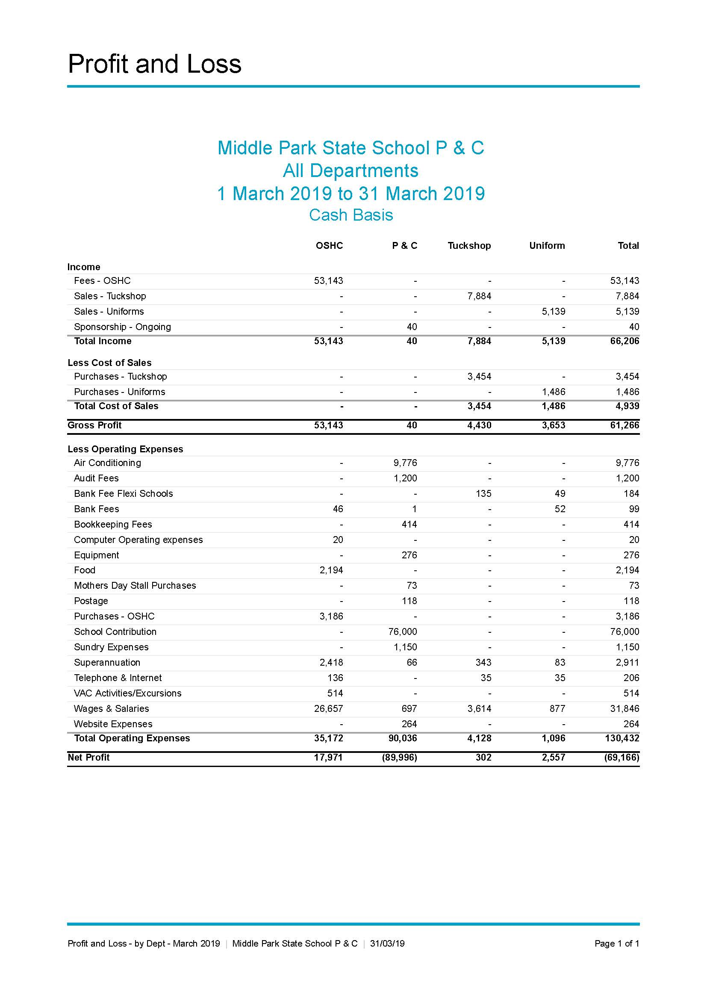 Profit and Loss
Middle Park State School P & C
All Departments
1 March 2019 to 31 March 2019
Cash Basis
OSHC P & C Tuckshop Uniform Total
Income
Fees - OSHC 53,143 - - - 53,143
Sales - Tuckshop - - 7,884 - 7,884
Sales - Uniforms - - - 5,139 5,139
Sponsorship - Ongoing - 40 - - 40
Total Income 53,143 40 7,884 5,139 66,206
Less Cost of Sales
Purchases - Tuckshop - - 3,454 - 3,454
Purchases - Uniforms - - - 1,486 1,486
Total Cost of Sales - - 3,454 1,486 4,939
Gross Profit 53,143 40 4,430 3,653 61,266
Less Operating Expenses
Air Conditioning - 9,776 - - 9,776
Audit Fees - 1,200 - - 1,200
Bank Fee Flexi Schools - - 135 49 184
Bank Fees 46 1 - 52 99
Bookkeeping Fees - 414 - - 414
Computer Operating expenses 20 - - - 20
Equipment - 276 - - 276
Food 2,194 - - - 2,194
Mothers Day Stall Purchases - 73 - - 73
Postage - 118 - - 118
Purchases - OSHC 3,186 - - - 3,186
School Contribution - 76,000 - - 76,000
Sundry Expenses - 1,150 - - 1,150
Superannuation 2,418 66 343 83 2,911
Telephone & Internet 136 - 35 35 206
VAC Activities/Excursions 514 - - - 514
Wages & Salaries 26,657 697 3,614 877 31,846
Website Expenses - 264 - - 264
Total Operating Expenses 35,172 90,036 4,128 1,096 130,432
Net Profit 17,971 (89,996) 302 2,557 (69,166)
Profit and Loss - by Dept - March 2019 | Middle Park State School P & C | 31/03/19 Page 1 of 1